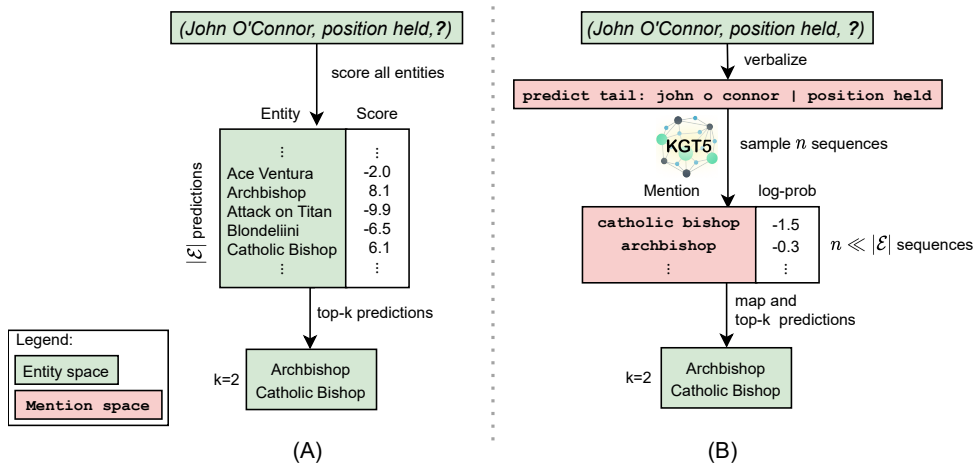 (John O'Connor, position held,?)
score all entities
Entity Score
⋮ ⋮
Ace Ventura -2.0
Archbishop 8.1
Attack on Titan -9.9
Blondeliini -6.5
Catholic Bishop 6.1
⋮ ⋮
|ℰ| predictions
top-k predictions
k=2
Archbishop
Catholic Bishop
Legend:
Entity space
Mention space
(A)
(John O'Connor, position held, ?)
verbalize
predict tail: john o connor | position held
KGT5
sample n sequences
Mention log-prob
catholic bishop -1.5
archbishop -0.3
⋮ ⋮
n ≪ |ℰ| sequences
map and
top-k predictions
k=2
Archbishop
Catholic Bishop
(B)